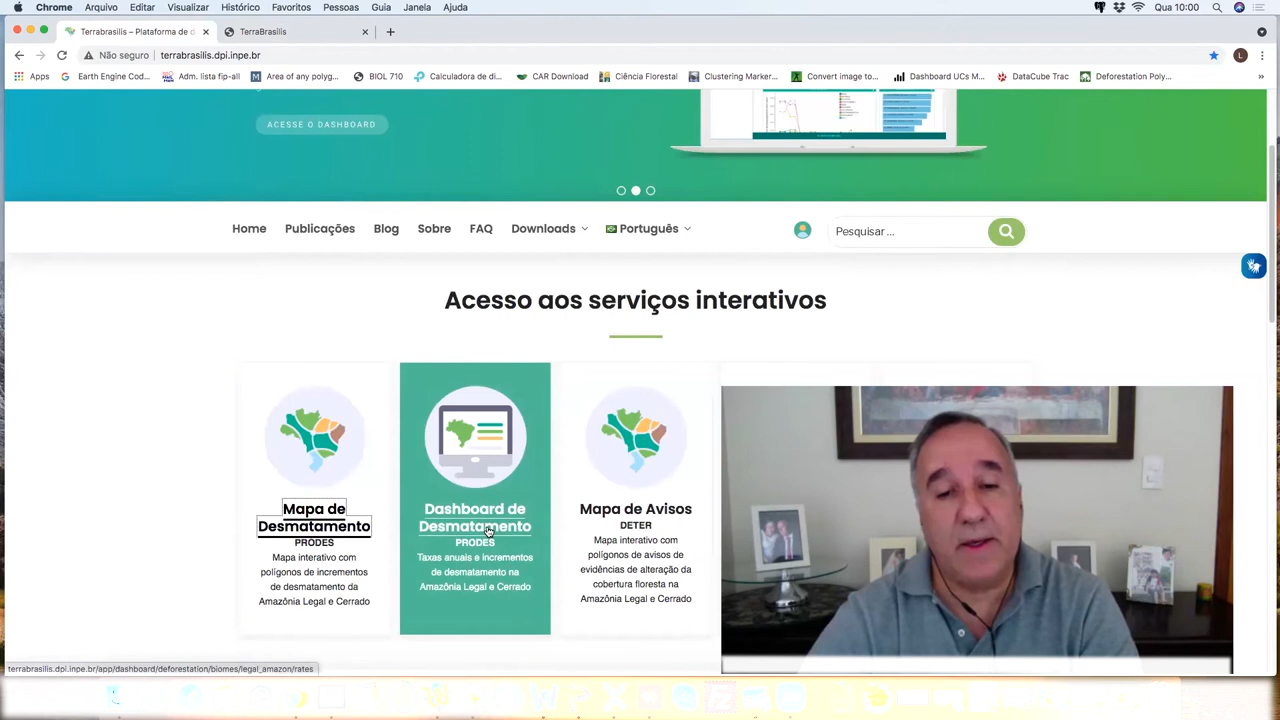 Chrome Arquivo Editar Visualizar Histórico Favoritos Pessoas Guia Janela Ajuda Qua 10:00
Terrabrasilis – Plataforma de d
TerraBrasilis
Não seguro terrabrasilis.dpi.inpe.br
Apps Earth Engine Cod... Adm. lista fip-all Area of any polyg... BIOL 710 Calculadora de di... CAR Download Ciência Florestal Clustering Marker... Convert image to... Dashboard UCs M... DataCube Trac Deforestation Poly...
ACESSE O DASHBOARD
Home Publicações Blog Sobre FAQ Downloads Português Pesquisar ...
Acesso aos serviços interativos
Mapa de
Desmatamento
PRODES
Mapa interativo com
polígonos de incrementos
de desmatamento da
Amazônia Legal e Cerrado
Dashboard de
Desmatamento
PRODES
Taxas anuais e incrementos
de desmatamento na
Amazônia Legal e Cerrado
Mapa de Avisos
DETER
Mapa interativo com
polígonos de avisos de
evidências de alteração da
cobertura floresta na
Amazônia Legal e Cerrado
terrabrasilis.dpi.inpe.br/app/dashboard/deforestation/biomes/legal_amazon/rates